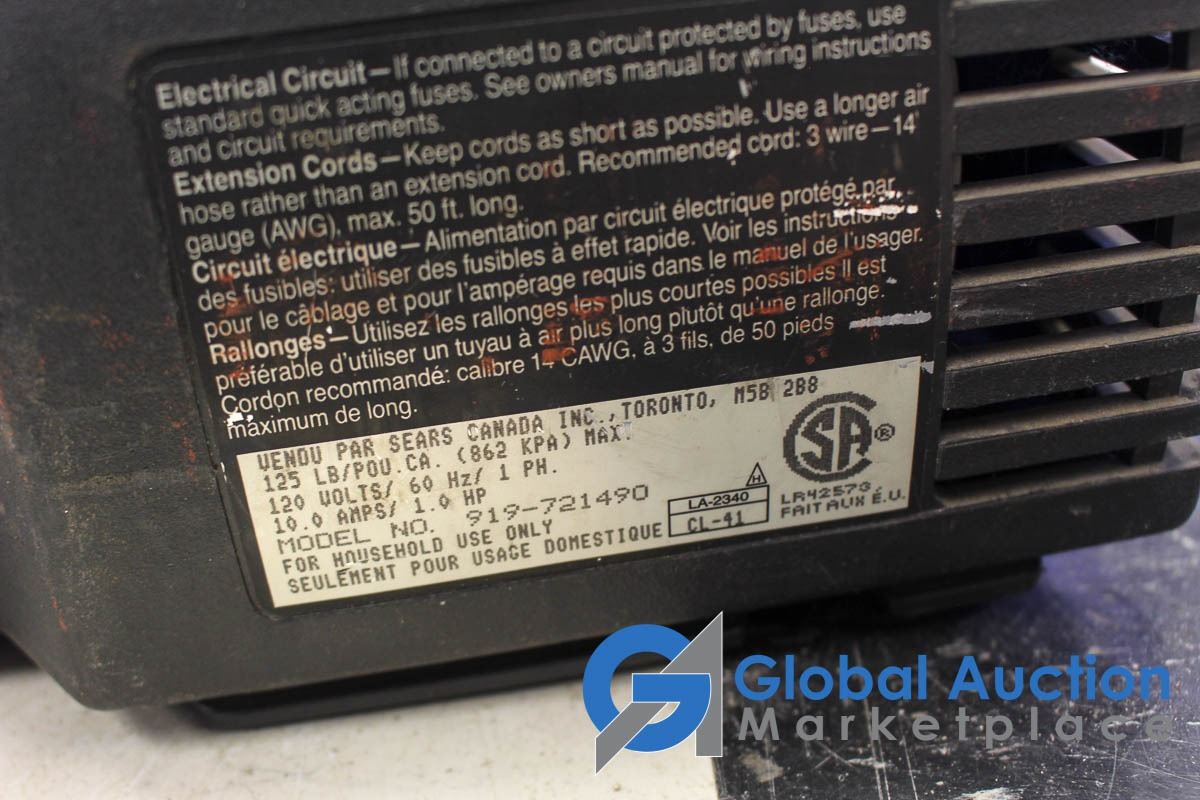 Electrical Circuit — If connected to a circuit protected by fuses, use
standard quick acting fuses. See owners manual for wiring instructions
and circuit requirements.
Extension Cords — Keep cords as short as possible. Use a longer air
hose rather than an extension cord. Recommended cord: 3 wire — 14
gauge (AWG), max. 50 ft. long.
Circuit électrique — Alimentation par circuit électrique protégé par
des fusibles: utiliser des fusibles à effet rapide. Voir les instructions
pour le câblage et pour l'ampérage requis dans le manuel de l'usager.
Rallonges — Utilisez les rallonges les plus courtes possibles Il est
préférable d'utiliser un tuyau à air plus long plutôt qu'une rallonge.
Cordon recommandé: calibre 14 CAWG, à 3 fils, de 50 pieds
maximum de long.
VENDU PAR SEARS CANADA INC., TORONTO, M5B 2B8
125 LB/POU.CA. (862 KPA) MAX.
120 VOLTS/ 60 Hz/ 1 PH.
10.0 AMPS/ 1.0 HP
MODEL NO. 919-721490
FOR HOUSEHOLD USE ONLY
SEULEMENT POUR USAGE DOMESTIQUE
H
LA-2340
CL-41
SA ®
LR42573
FAIT AUX É.U.
GA
Global Auction
Marketplace